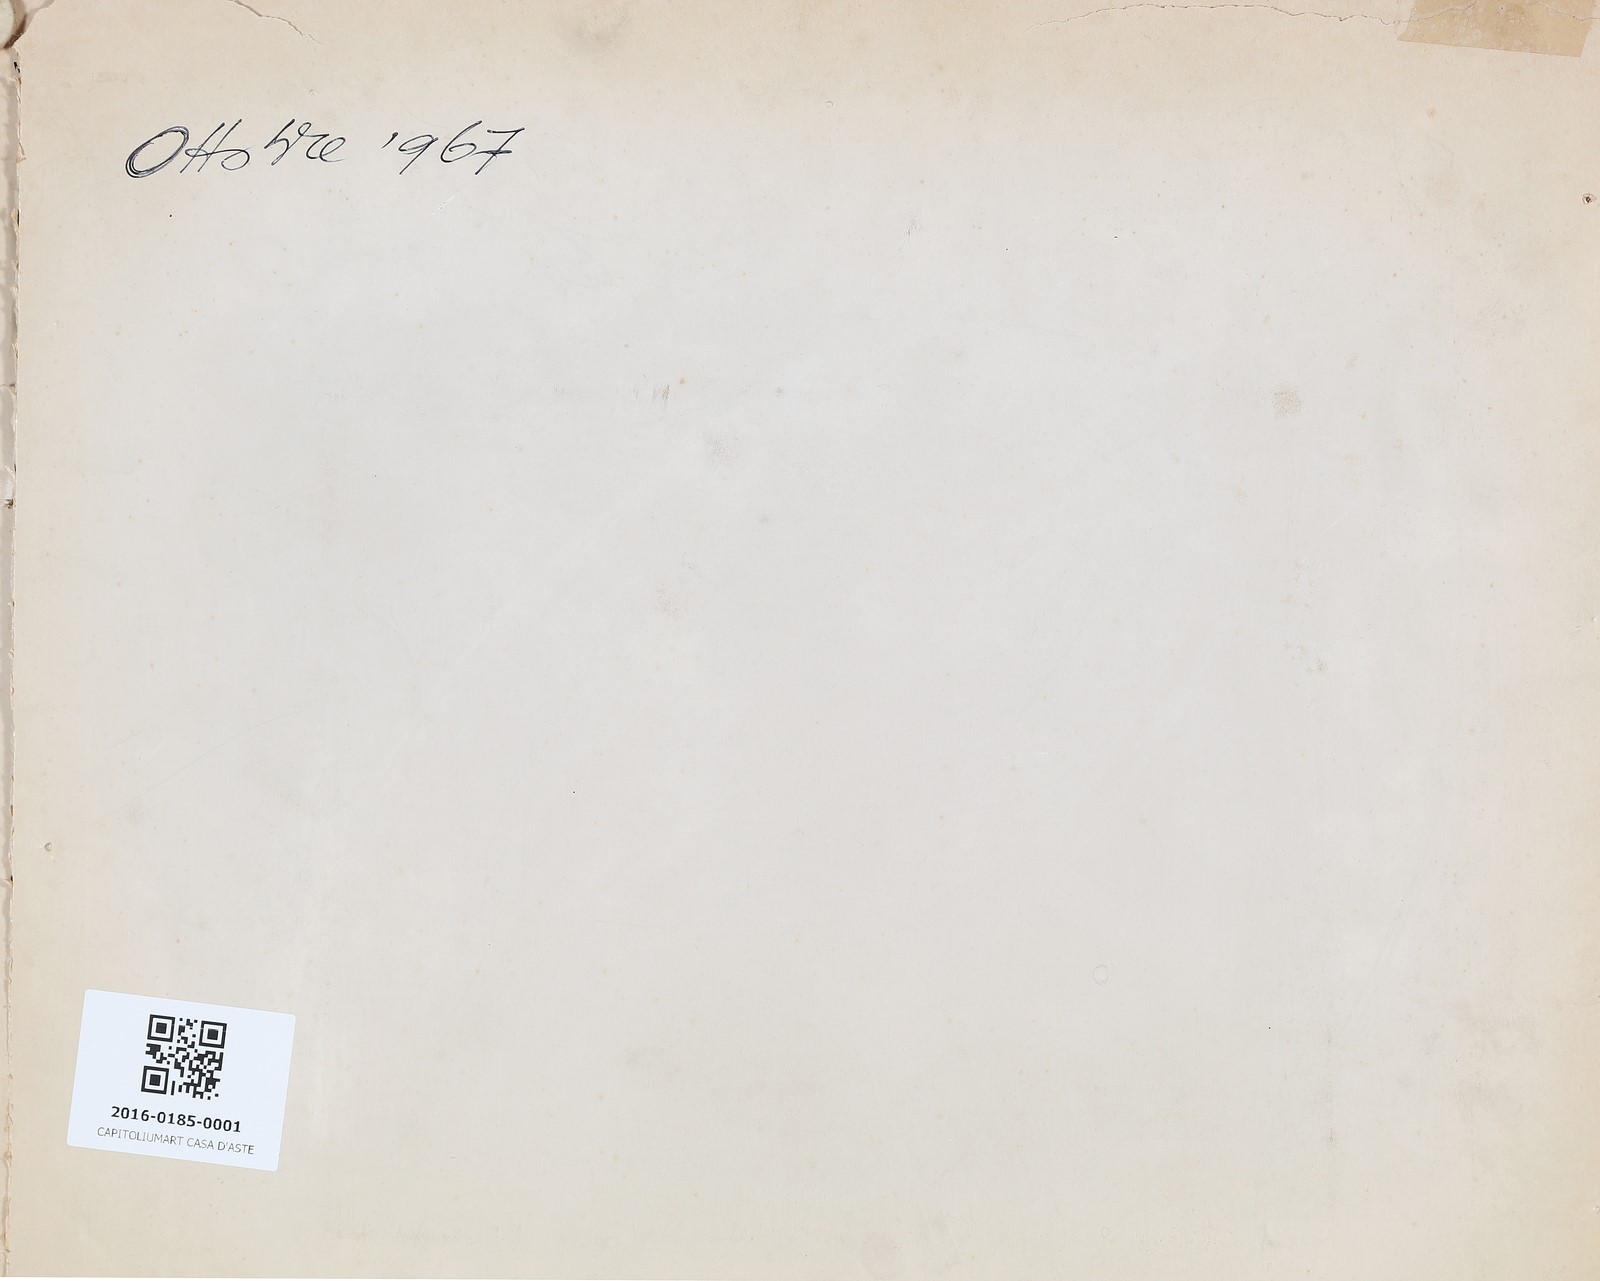 Ottobre '967
2016-0185-0001
CAPITOLIUMART CASA D'ASTE